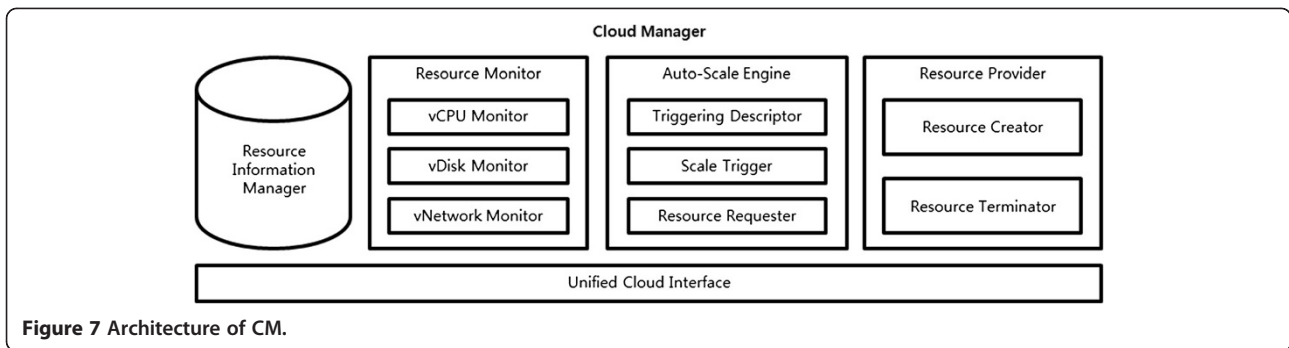 Cloud Manager
Resource
Information
Manager
Resource Monitor
vCPU Monitor
vDisk Monitor
vNetwork Monitor
Auto-Scale Engine
Triggering Descriptor
Scale Trigger
Resource Requester
Resource Provider
Resource Creator
Resource Terminator
Unified Cloud Interface
Figure 7 Architecture of CM.